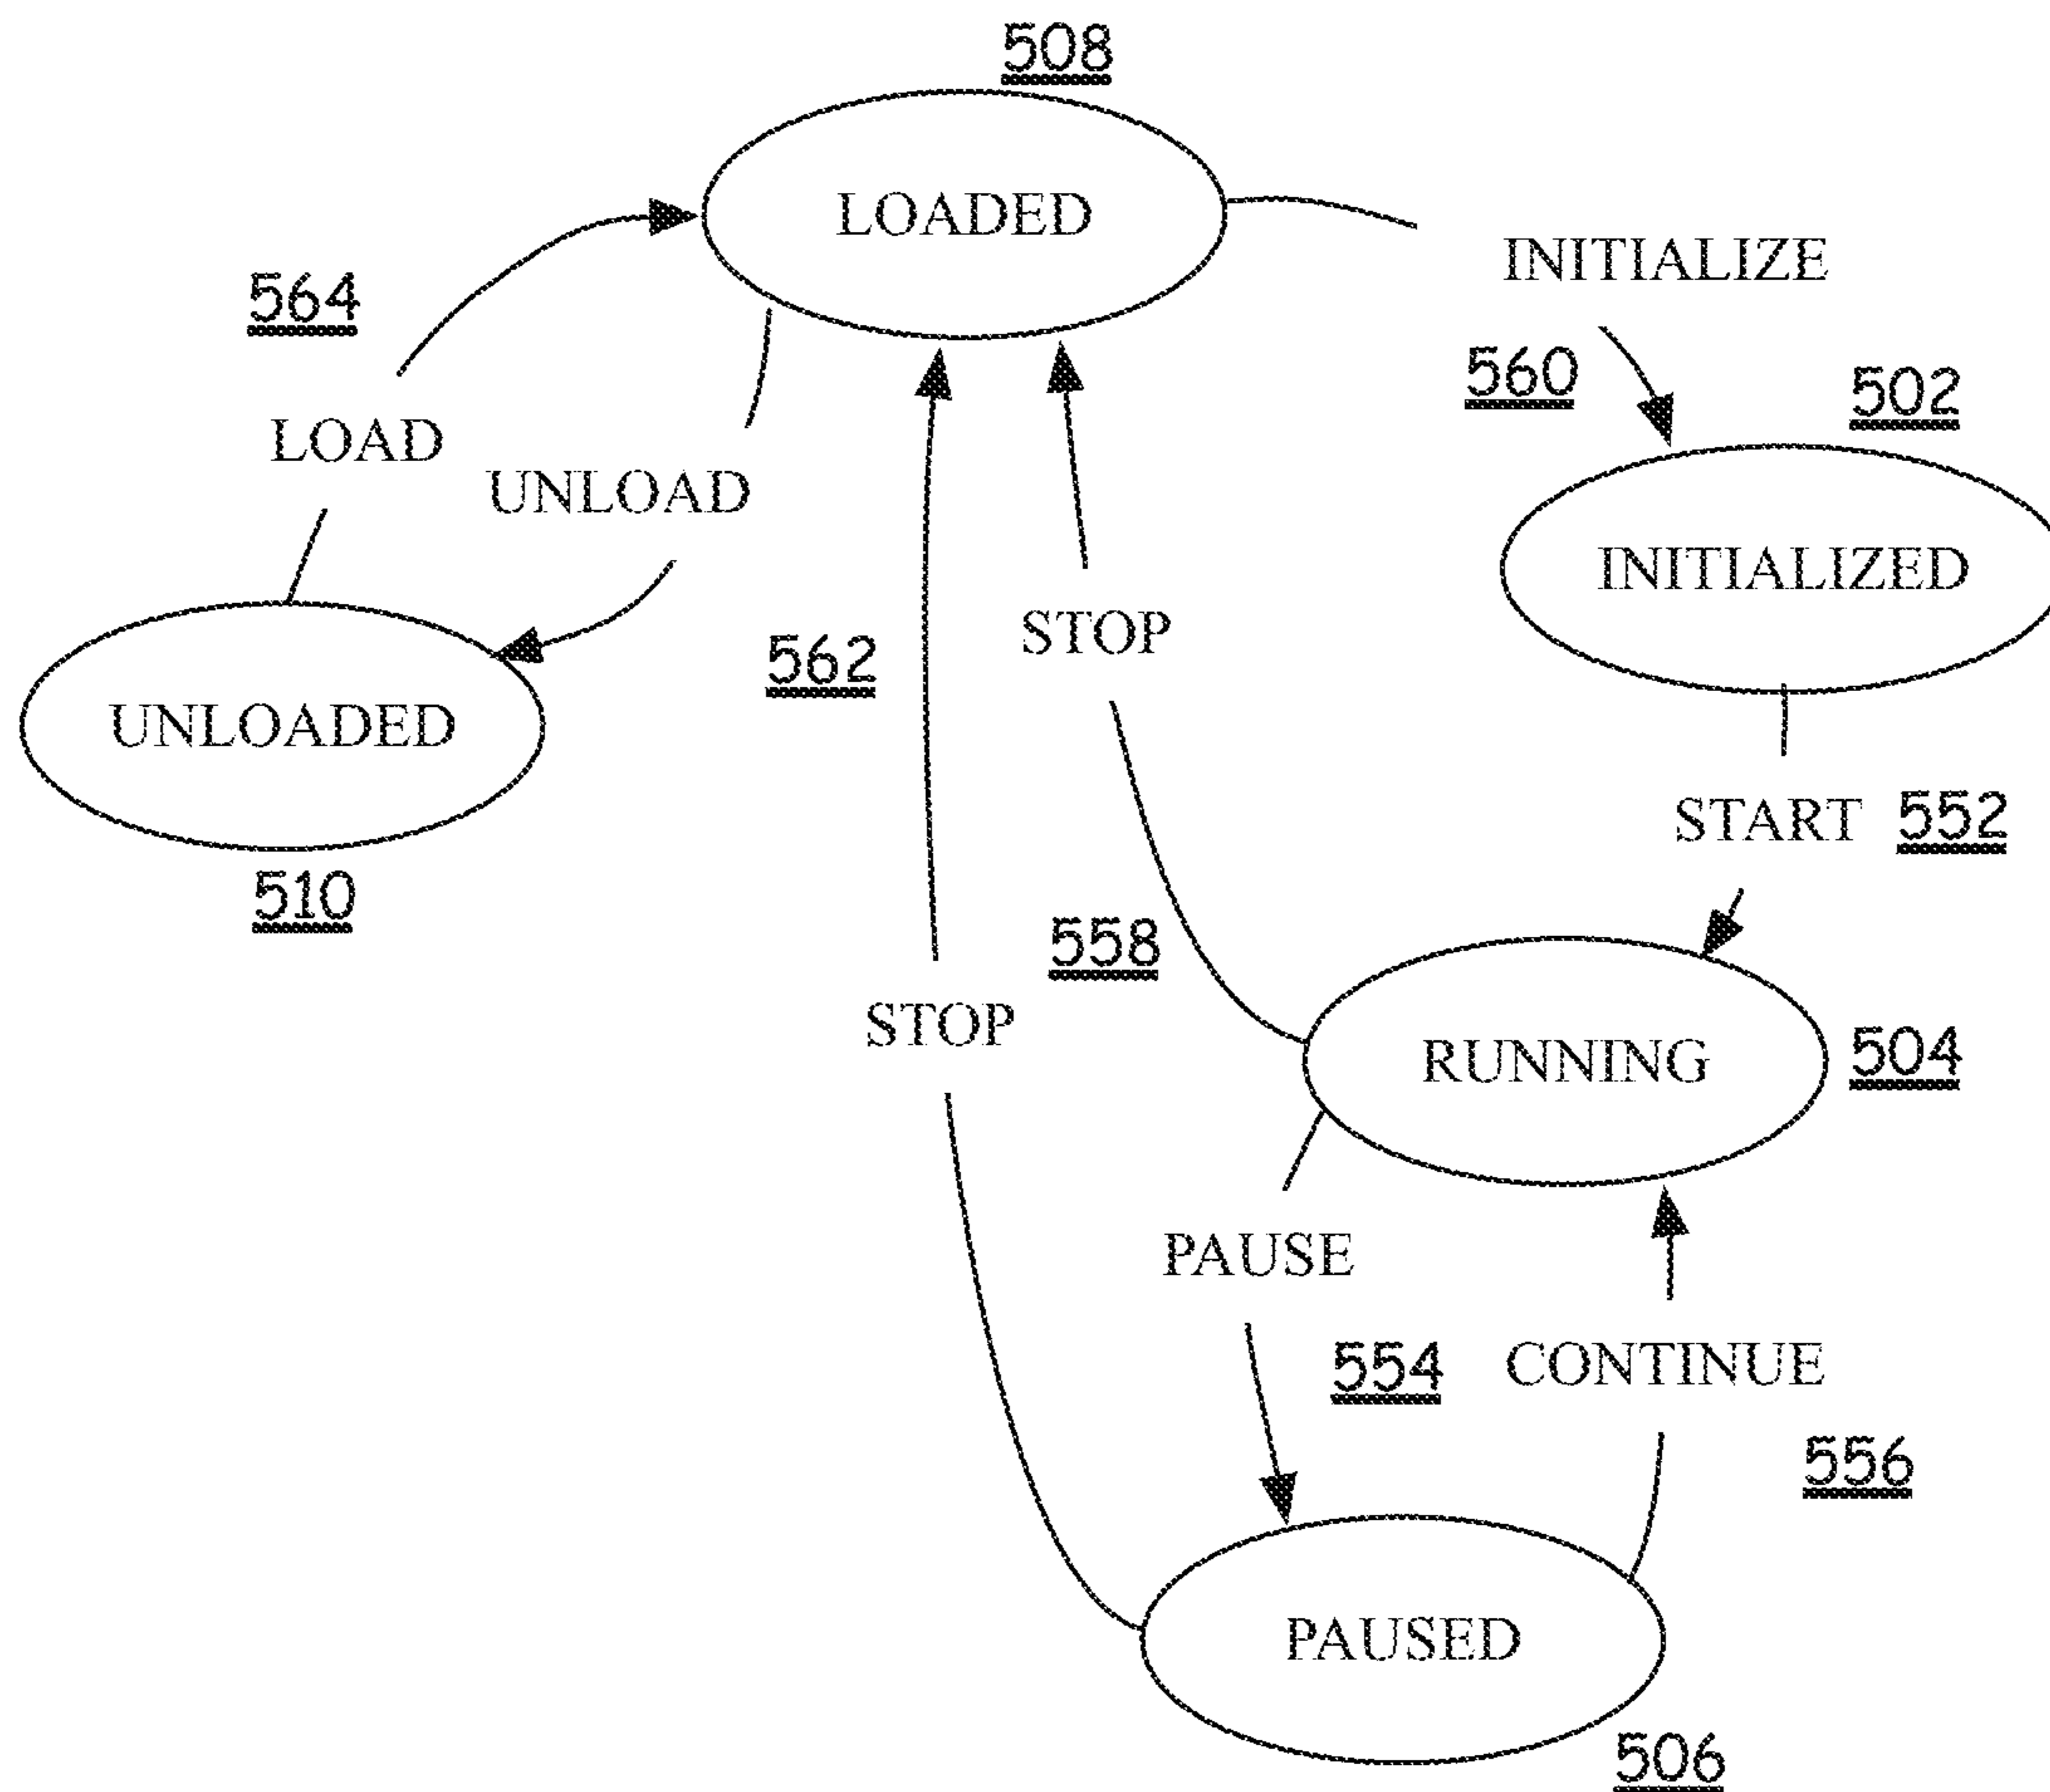 508
LOADED
INITIALIZE
564
560
502
LOAD
UNLOAD
INITIALIZED
STOP
562
UNLOADED
START 552
510
558
STOP
RUNNING
504
PAUSE
554
CONTINUE
556
PAUSED
506